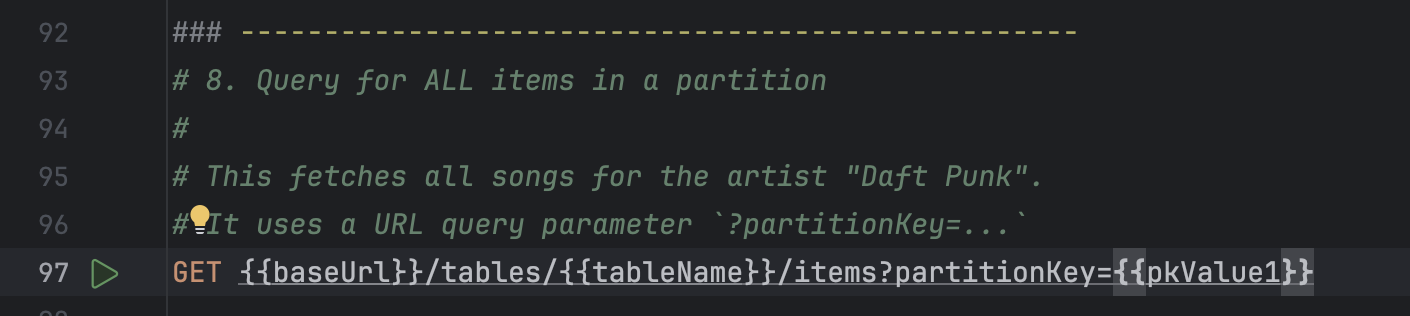 92 ### --------------------------------------------------
93 # 8. Query for ALL items in a partition
94 #
95 # This fetches all songs for the artist "Daft Punk".
96 # It uses a URL query parameter `?partitionKey=...`
97 GET {{baseUrl}}/tables/{{tableName}}/items?partitionKey={{pkValue1}}